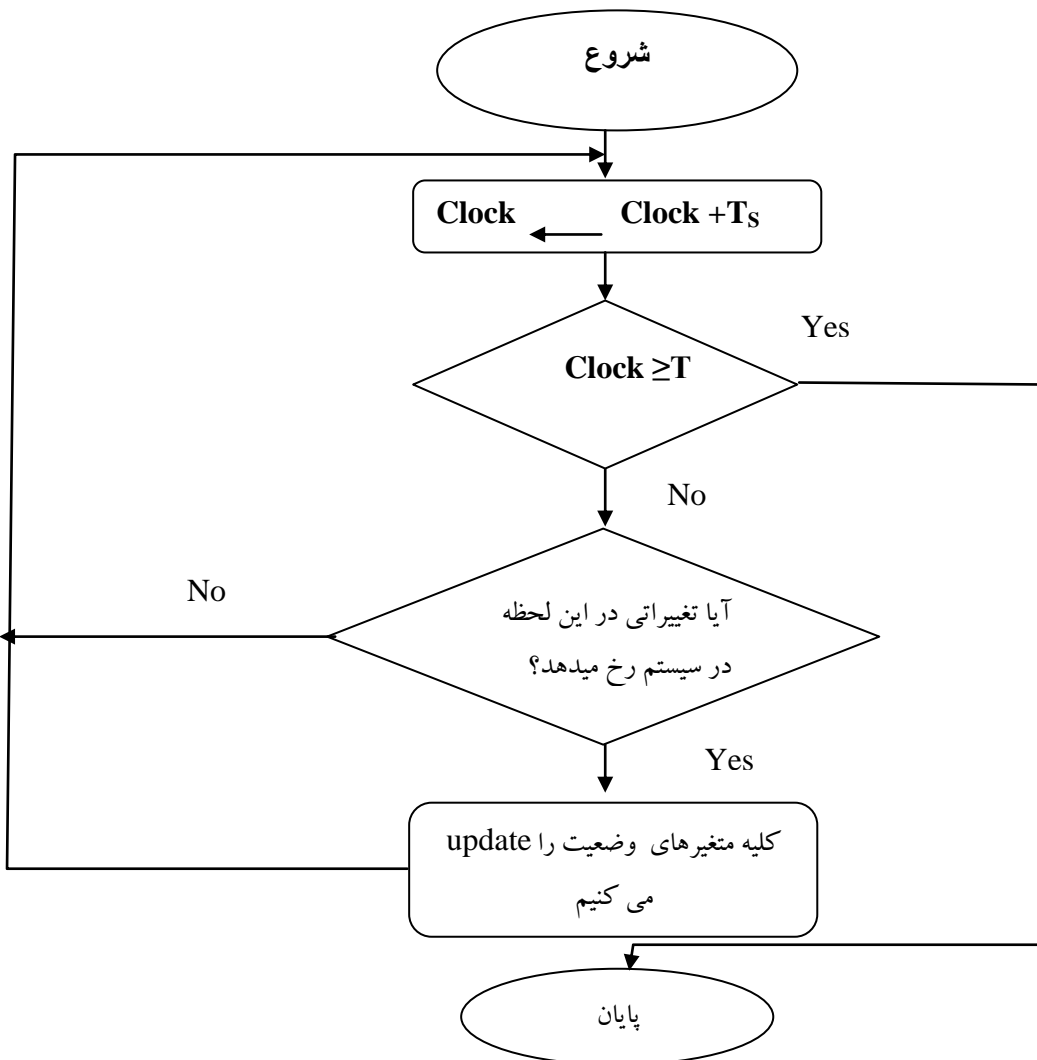 شروع
Clock ← Clock +TS
Yes
Clock ≥T
No
No
آیا تغییراتی در این لحظه
در سیستم رخ میدهد؟
Yes
کلیه متغیرهای وضعیت را update
می کنیم
پایان